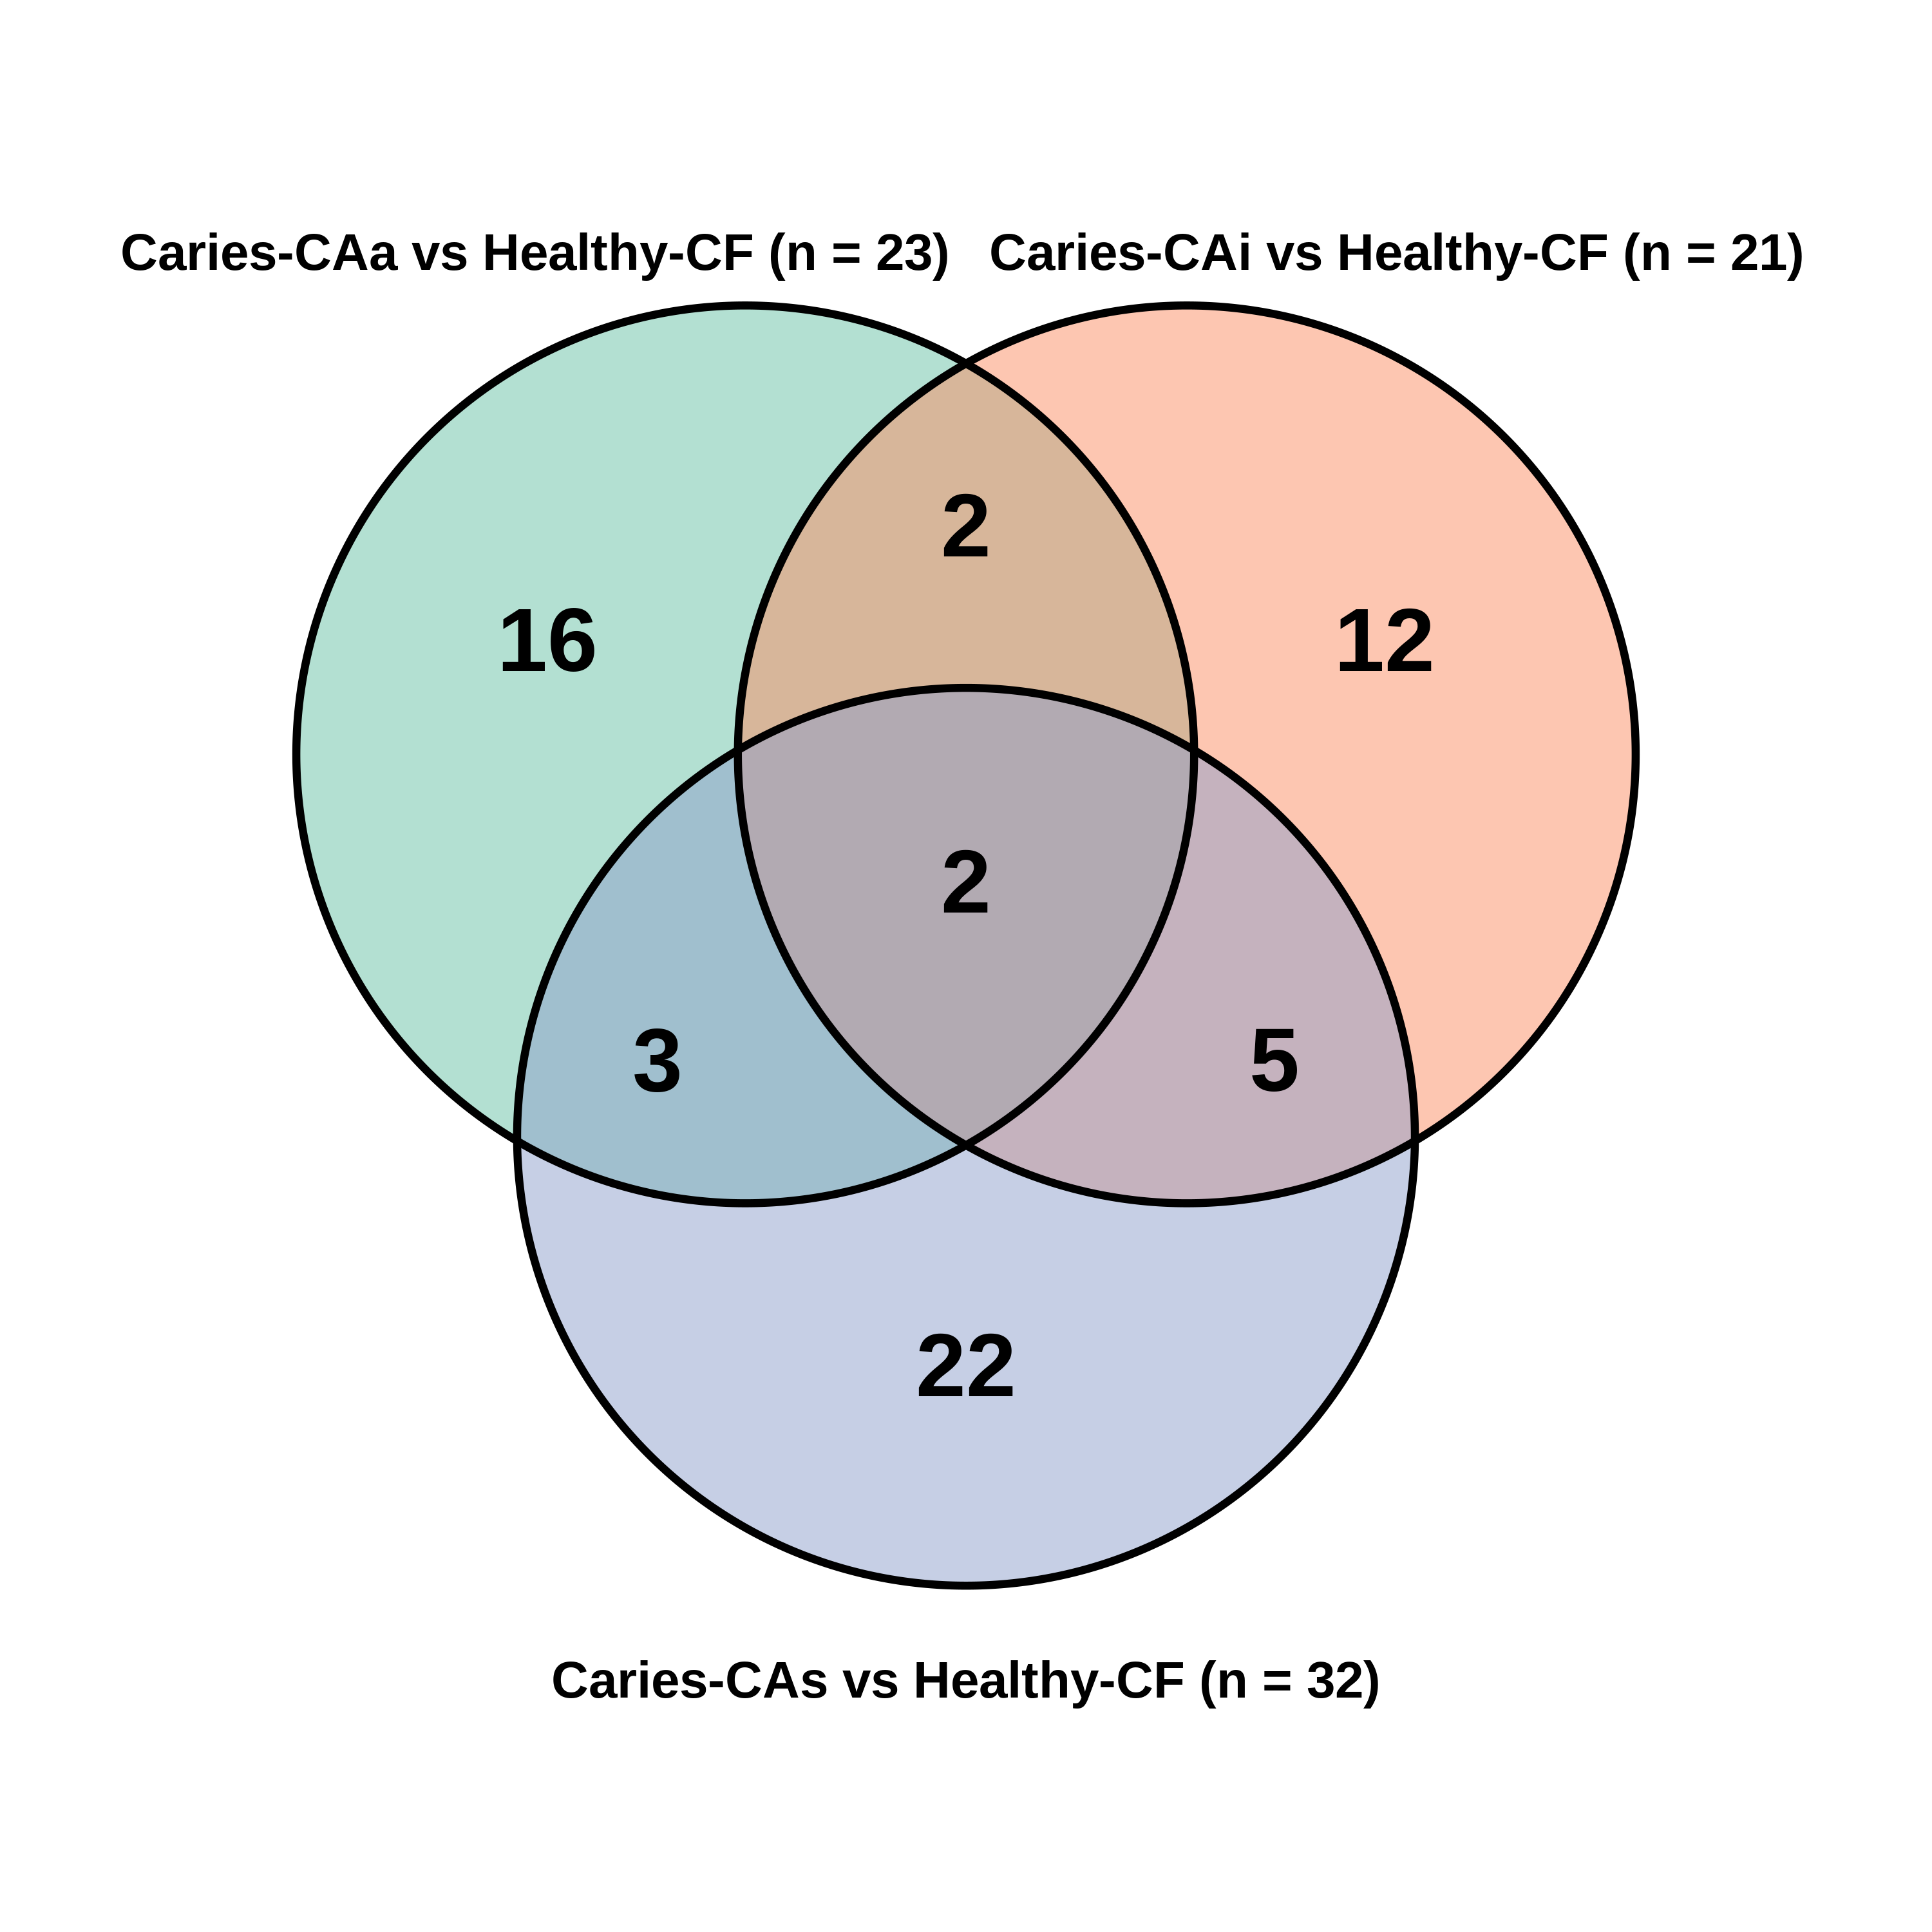 Caries-CAa vs Healthy-CF (n = 23) Caries-CAi vs Healthy-CF (n = 21)
2
16 12
2
3 5
22
Caries-CAs vs Healthy-CF (n = 32)